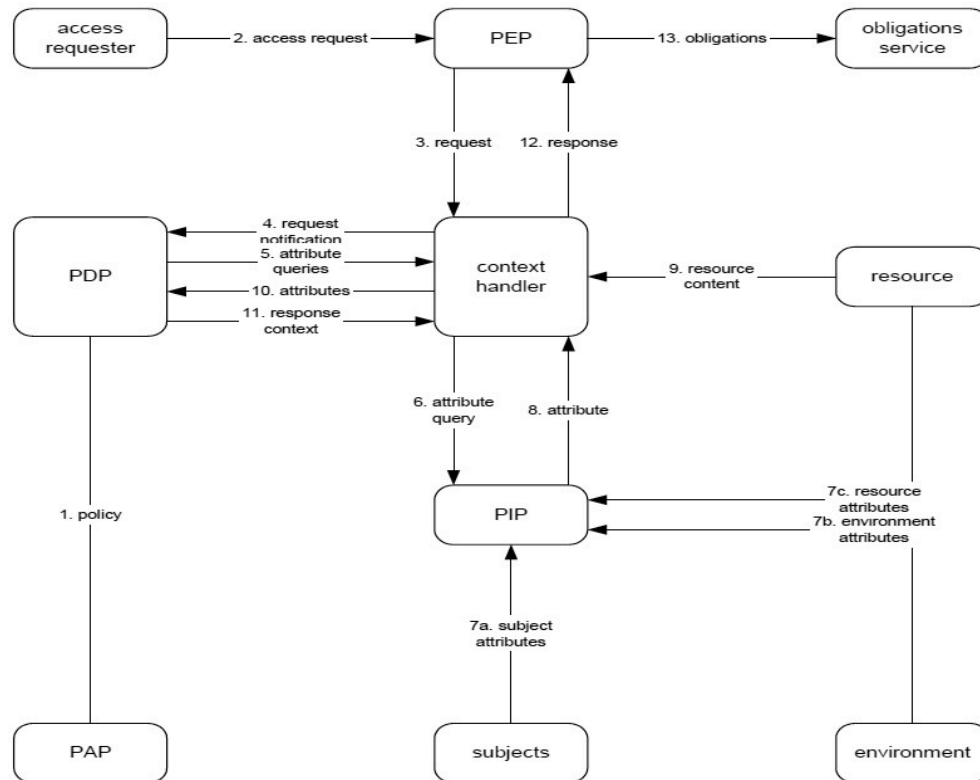 access
requester
2. access request
PEP
13. obligations
obligations
service
3. request
12. response
4. request
notification
5. attribute
queries
10. attributes
11. response
context
PDP
context
handler
9. resource
content
resource
6. attribute
query
8. attribute
1. policy
PIP
7c. resource
attributes
7b. environment
attributes
7a. subject
attributes
PAP
subjects
environment